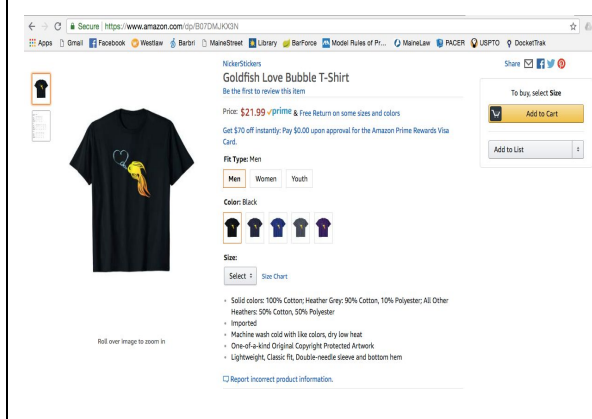 Secure | https://www.amazon.com/dp/B07DMJKX3N
Apps Gmail Facebook Westlaw Barbri MaineStreet Library BarForce Model Rules of Pr... MaineLaw PACER USPTO DocketTrak
NickerStickers
Goldfish Love Bubble T-Shirt
Be the first to review this item
Price: $21.99 prime & Free Return on some sizes and colors
Get $70 off instantly: Pay $0.00 upon approval for the Amazon Prime Rewards Visa
Card.
Fit Type: Men
Men Women Youth
Color: Black
Size:
Select Size Chart
Solid colors: 100% Cotton; Heather Grey: 90% Cotton, 10% Polyester; All Other
Heathers: 50% Cotton, 50% Polyester
Imported
Machine wash cold with like colors, dry low heat
One-of-a-kind Original Copyright Protected Artwork
Lightweight, Classic fit, Double-needle sleeve and bottom hem
Report incorrect product information.
Roll over image to zoom in
Share
To buy, select Size
Add to Cart
Add to List